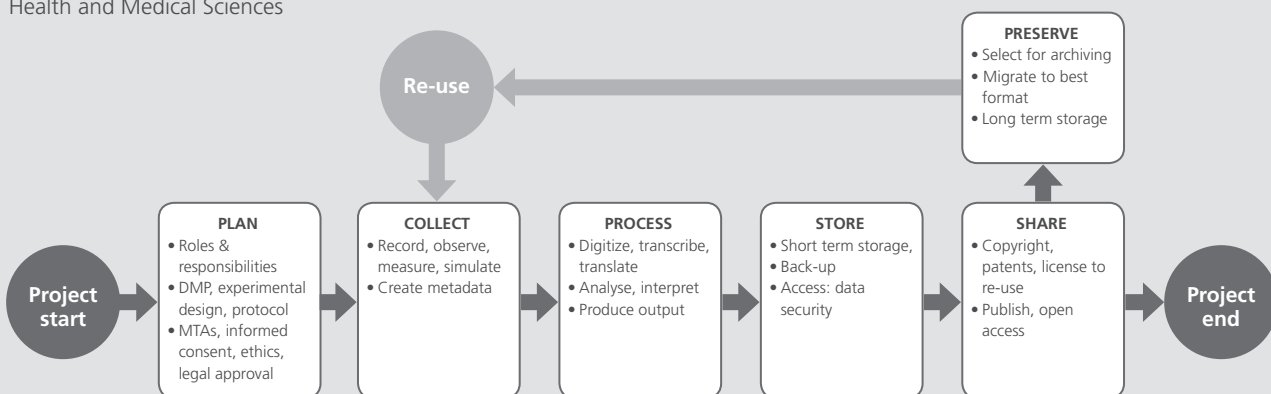 Health and Medical Sciences
PRESERVE
• Select for archiving
• Migrate to best
format
• Long term storage
Re-use
Project
start
PLAN
• Roles &
responsibilities
• DMP, experimental
design, protocol
• MTAs, informed
consent, ethics,
legal approval
COLLECT
• Record, observe,
measure, simulate
• Create metadata
PROCESS
• Digitize, transcribe,
translate
• Analyse, interpret
• Produce output
STORE
• Short term storage,
• Back-up
• Access: data
security
SHARE
• Copyright,
patents, license to
re-use
• Publish, open
access
Project
end